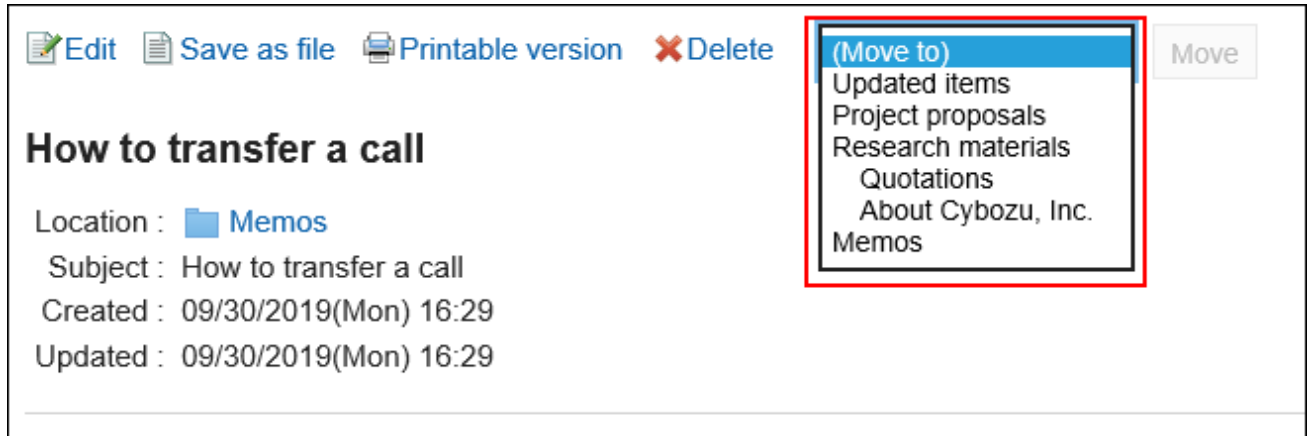 Edit Save as file Printable version Delete (Move to) Move
Updated items
Project proposals
Research materials
Quotations
About Cybozu, Inc.
Memos
How to transfer a call
Location : Memos
Subject : How to transfer a call
Created : 09/30/2019(Mon) 16:29
Updated : 09/30/2019(Mon) 16:29